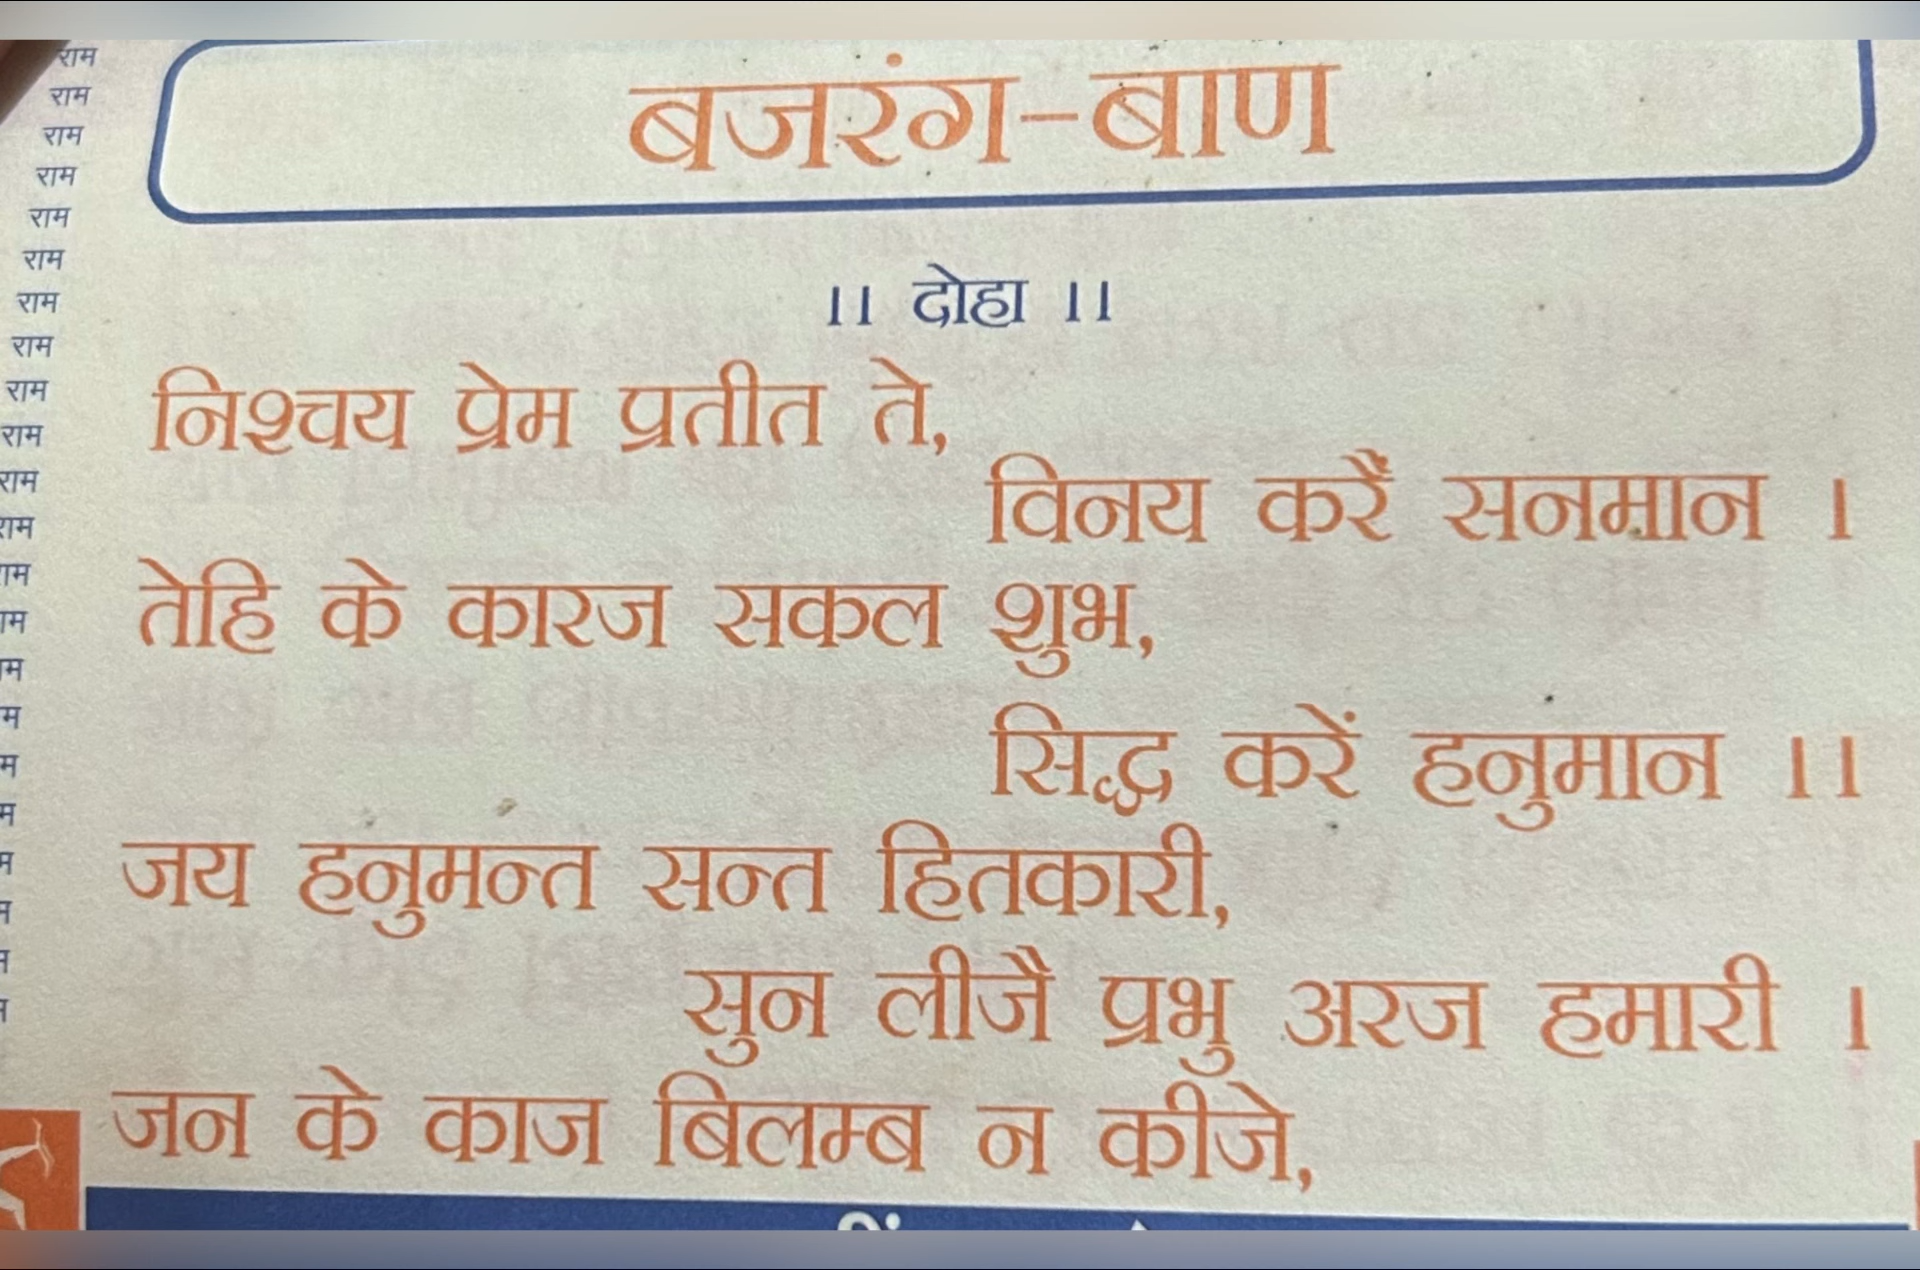 बजरंग-बाण
।। दोहा ।।
निश्चय प्रेम प्रतीत ते,
विनय करैं सनमान ।
तेहि के कारज सकल शुभ,
सिद्ध करें हनुमान ।।
जय हनुमन्त सन्त हितकारी,
सुन लीजै प्रभु अरज हमारी ।
जन के काज बिलम्ब न कीजे,
राम
राम
राम
राम
राम
राम
राम
राम
राम
राम
राम
राम